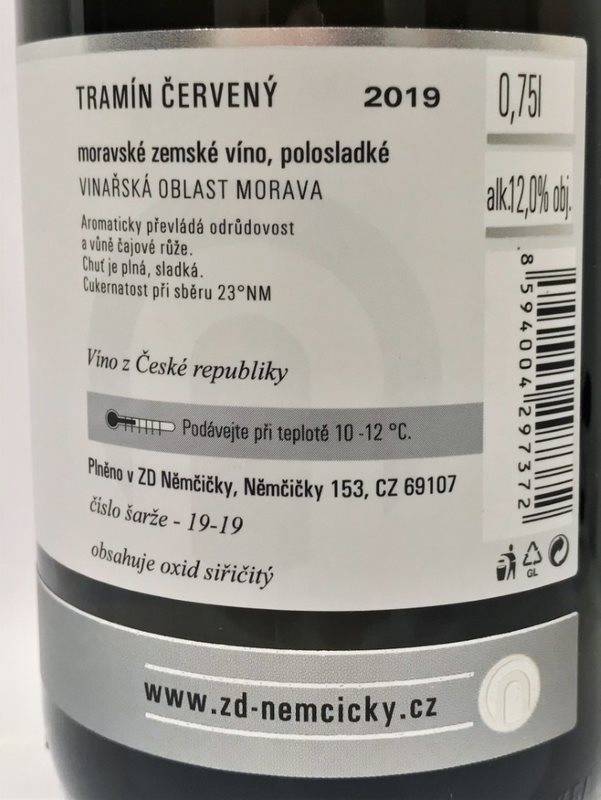 TRAMÍN ČERVENÝ 2019
0,75l
moravské zemské víno, polosladké
VINAŘSKÁ OBLAST MORAVA
alk.12,0% obj.
Aromaticky převládá odrůdovost
a vůně čajové růže.
Chuť je plná, sladká.
Cukernatost při sběru 23°NM
8 594004 297372
Víno z České republiky
Podávejte při teplotě 10 -12 °C.
Plněno v ZD Němčičky, Němčičky 153, CZ 69107
číslo šarže - 19-19
obsahuje oxid siřičitý
GL
www.zd-nemcicky.cz